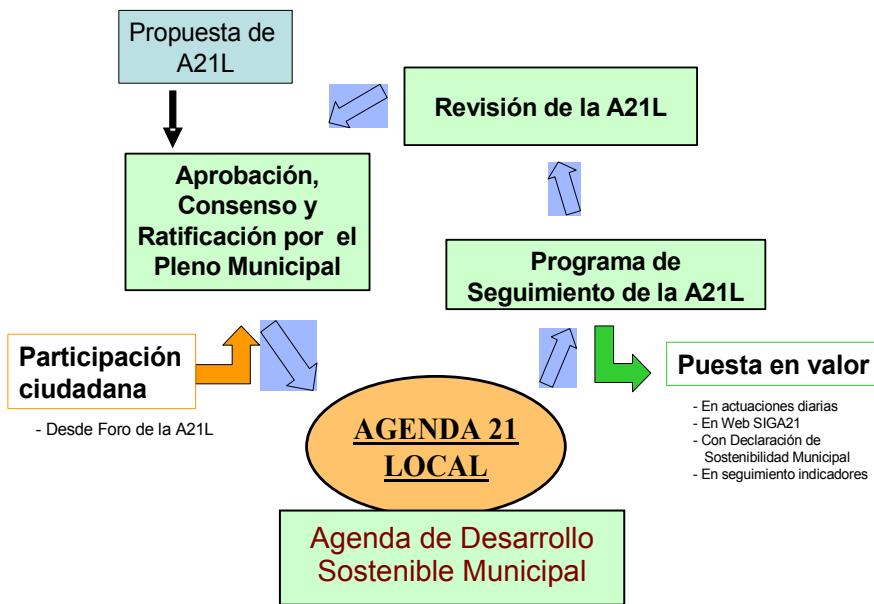 Propuesta de
A21L
Revisión de la A21L
Aprobación,
Consenso y
Ratificación por el
Pleno Municipal
Programa de
Seguimiento de la A21L
Participación
ciudadana
- Desde Foro de la A21L
Puesta en valor
- En actuaciones diarias
- En Web SIGA21
- Con Declaración de
Sostenibilidad Municipal
- En seguimiento indicadores
AGENDA 21
LOCAL
Agenda de Desarrollo
Sostenible Municipal